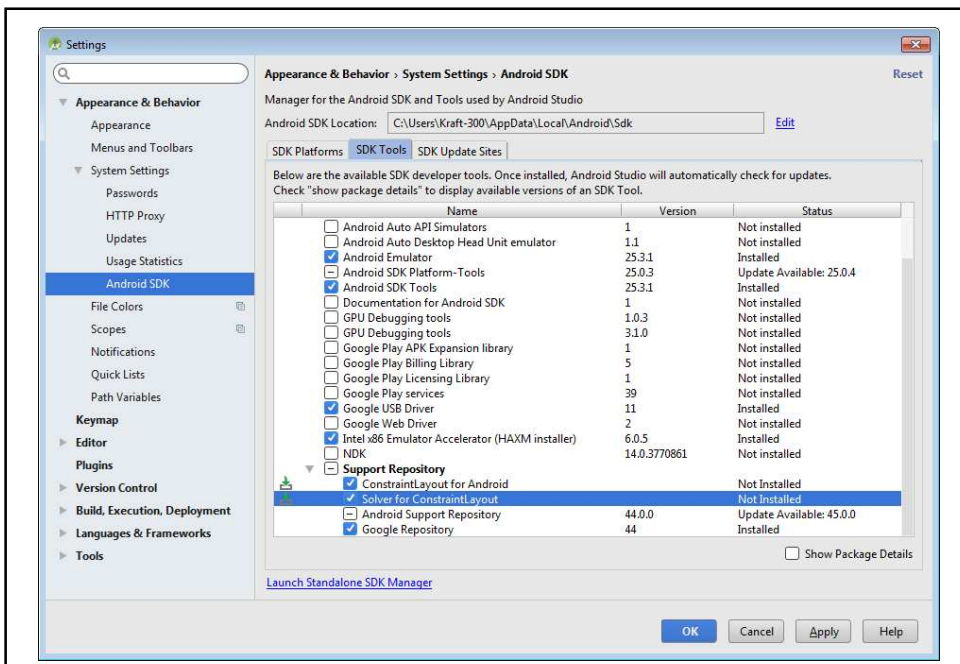 Settings
Appearance & Behavior
Appearance
Menus and Toolbars
System Settings
Passwords
HTTP Proxy
Updates
Usage Statistics
Android SDK
File Colors
Scopes
Notifications
Quick Lists
Path Variables
Keymap
Editor
Plugins
Version Control
Build, Execution, Deployment
Languages & Frameworks
Tools
Appearance & Behavior › System Settings › Android SDK Reset
Manager for the Android SDK and Tools used by Android Studio
Android SDK Location: C:\Users\Kraft-300\AppData\Local\Android\Sdk Edit
SDK Platforms SDK Tools SDK Update Sites
Below are the available SDK developer tools. Once installed, Android Studio will automatically check for updates.
Check "show package details" to display available versions of an SDK Tool.
Name Version Status
Android Auto API Simulators 1 Not installed
Android Auto Desktop Head Unit emulator 1.1 Not installed
Android Emulator 25.3.1 Installed
Android SDK Platform-Tools 25.0.3 Update Available: 25.0.4
Android SDK Tools 25.3.1 Installed
Documentation for Android SDK 1 Not installed
GPU Debugging tools 1.0.3 Not installed
GPU Debugging tools 3.1.0 Not installed
Google Play APK Expansion library 1 Not installed
Google Play Billing Library 5 Not installed
Google Play Licensing Library 1 Not installed
Google Play services 39 Not installed
Google USB Driver 11 Installed
Google Web Driver 2 Not installed
Intel x86 Emulator Accelerator (HAXM installer) 6.0.5 Installed
NDK 14.0.3770861 Not installed
Support Repository
ConstraintLayout for Android Not Installed
Solver for ConstraintLayout Not Installed
Android Support Repository 44.0.0 Update Available: 45.0.0
Google Repository 44 Installed
Show Package Details
Launch Standalone SDK Manager
OK Cancel Apply Help